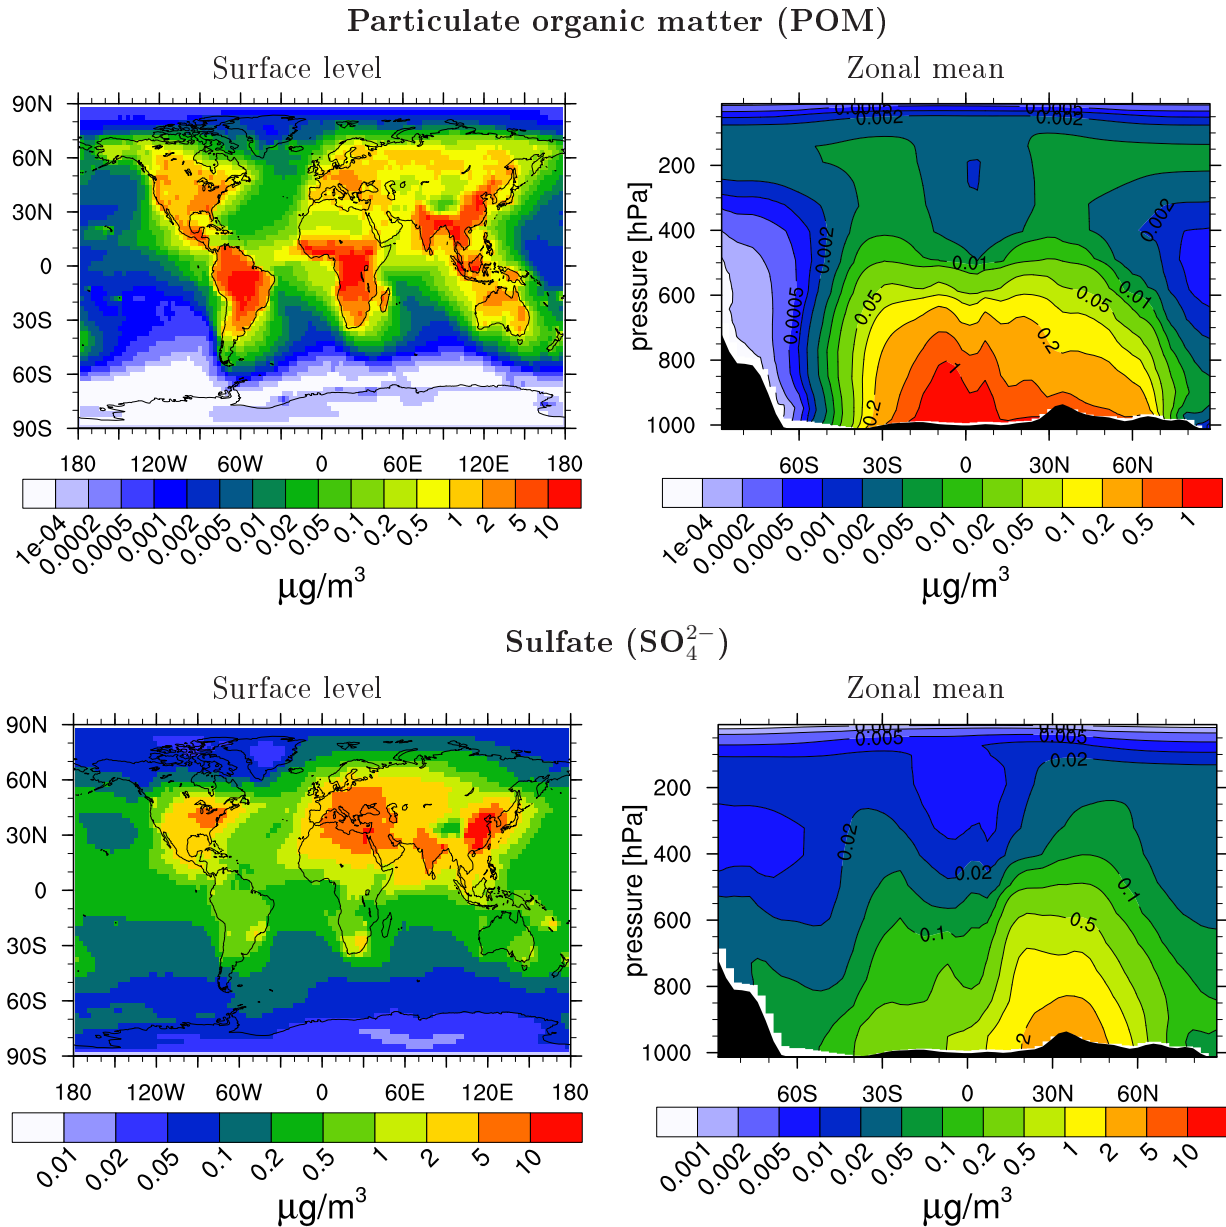 Particulate organic matter (POM)
Surface level
Zonal mean
90N
60N
30N
0
30S
60S
90S
180 120W 60W 0 60E 120E 180
1e-04 0.0002 0.0005 0.001 0.002 0.005 0.01 0.02 0.05 0.1 0.2 0.5 1 2 5 10
µg/m³
pressure [hPa]
200
400
600
800
1000
0.0005
0.002
0.002
0.002
0.002
0.0005
0.01
0.01
0.05
0.05
0.2
0.2
1
60S 30S 0 30N 60N
1e-04 0.0002 0.0005 0.001 0.002 0.005 0.01 0.02 0.05 0.1 0.2 0.5 1
µg/m³
Sulfate (SO₄²⁻)
Surface level
Zonal mean
90N
60N
30N
0
30S
60S
90S
180 120W 60W 0 60E 120E 180
0.01 0.02 0.05 0.1 0.2 0.5 1 2 5 10
µg/m³
pressure [hPa]
200
400
600
800
1000
0.005
0.005
0.02
0.02
0.02
0.1
0.1
0.5
2
60S 30S 0 30N 60N
0.001 0.002 0.005 0.01 0.02 0.05 0.1 0.2 0.5 1 2 5 10
µg/m³